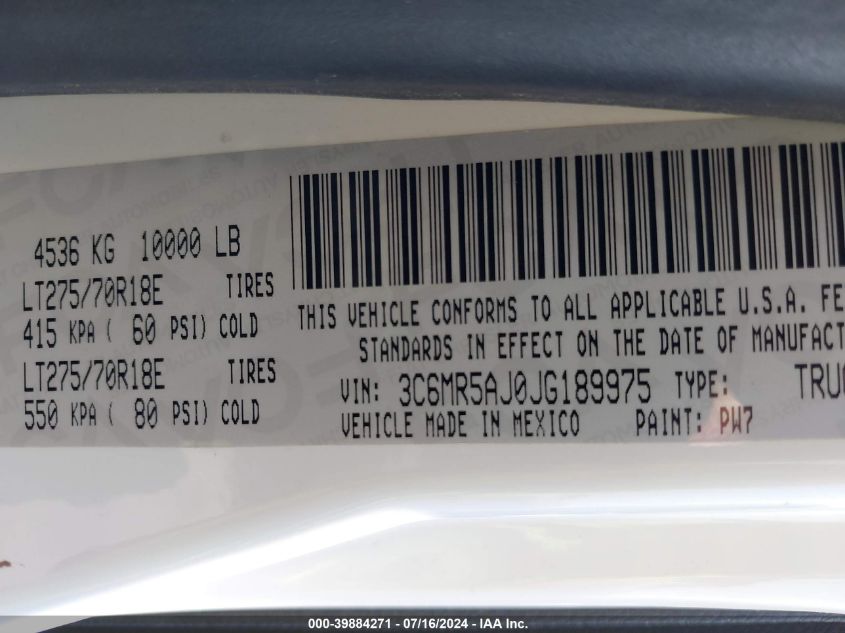 4536 KG 10000 LB
LT275/70R18E TIRES
415 KPA ( 60 PSI) COLD
LT275/70R18E TIRES
550 KPA ( 80 PSI) COLD
THIS VEHICLE CONFORMS TO ALL APPLICABLE U.S.A. FE
STANDARDS IN EFFECT ON THE DATE OF MANUFACT
VIN: 3C6MR5AJ0JG189975 TYPE: TRUC
VEHICLE MADE IN MEXICO PAINT: PW7
000-39884271 - 07/16/2024 - IAA Inc.